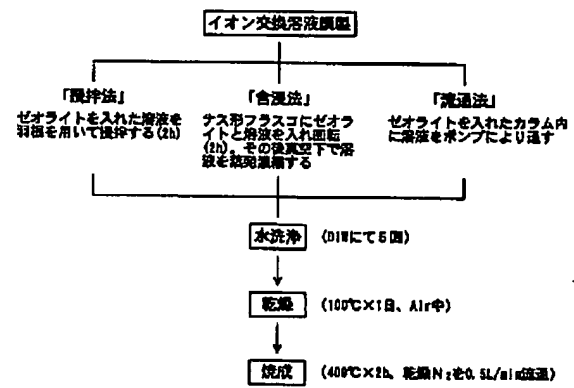 イオン交換溶液調製
「撹拌法」
ゼオライトを入れた溶液を
羽根を用いて撹拌する(2h)
「含浸法」
ナス形フラスコにゼオラ
イトと溶液を入れ回転
(2h)。その後真空下で溶
液を蒸発濃縮する
「流通法」
ゼオライトを入れたカラム内
に溶液をポンプにより通す
水洗浄 (DIWにて5回)
乾燥 (100℃×1日、Air中)
焼成 (400℃×2h、乾燥N₂を0.5L/min流通)